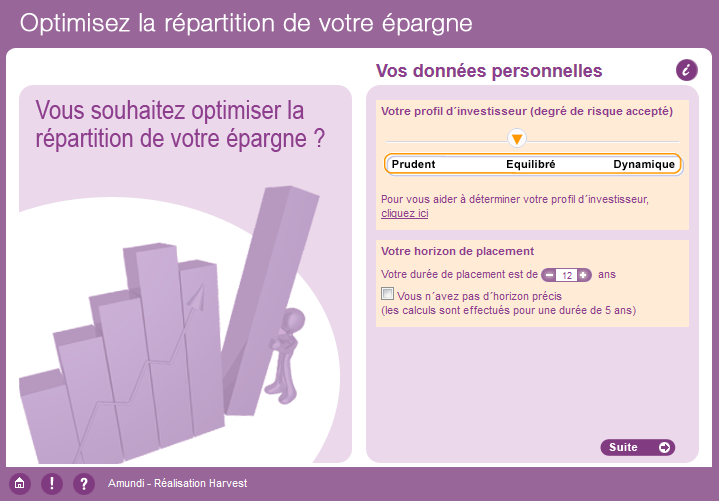 Optimisez la répartition de votre épargne
Vous souhaitez optimiser la
répartition de votre épargne ?
Vos données personnelles
i
Votre profil d´investisseur (degré de risque accepté)
Prudent Equilibré Dynamique
Pour vous aider à déterminer votre profil d´investisseur,
cliquez ici
Votre horizon de placement
Votre durée de placement est de - 12 + ans
Vous n´avez pas d´horizon précis
(les calculs sont effectués pour une durée de 5 ans)
Suite
! ? Amundi - Réalisation Harvest